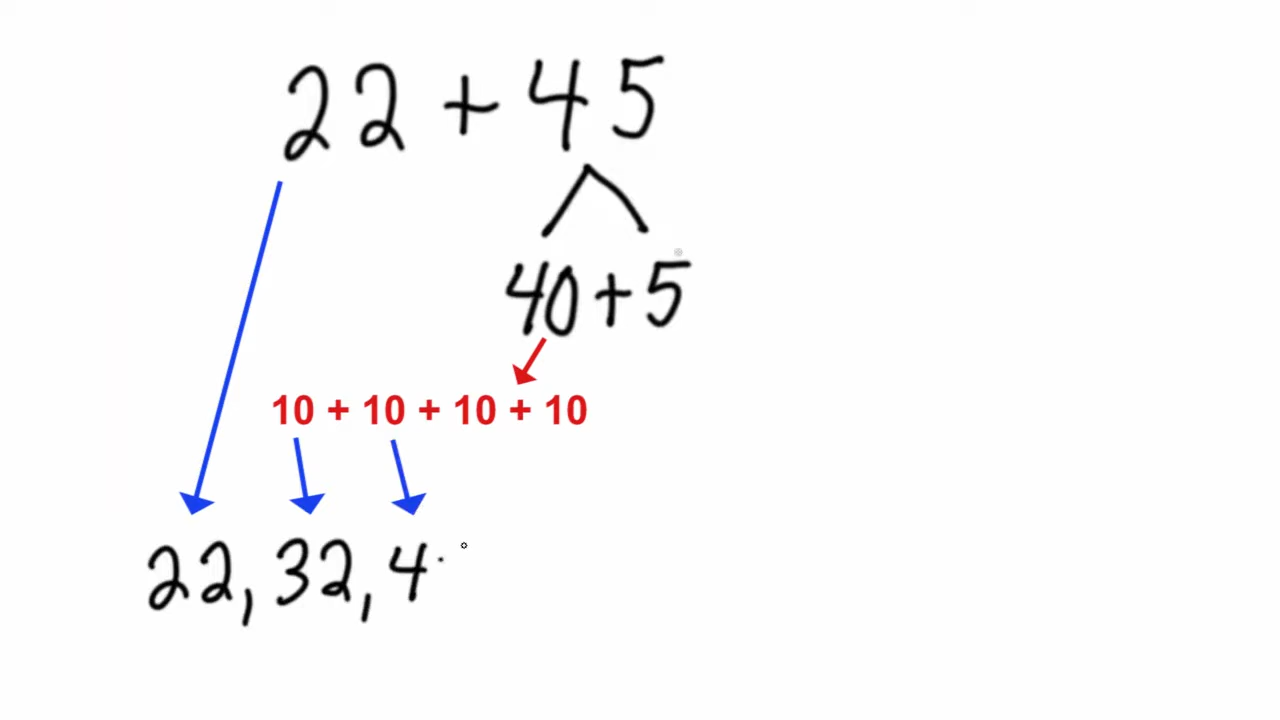 22 + 45
40 + 5
10 + 10 + 10 + 10
22, 32, 4